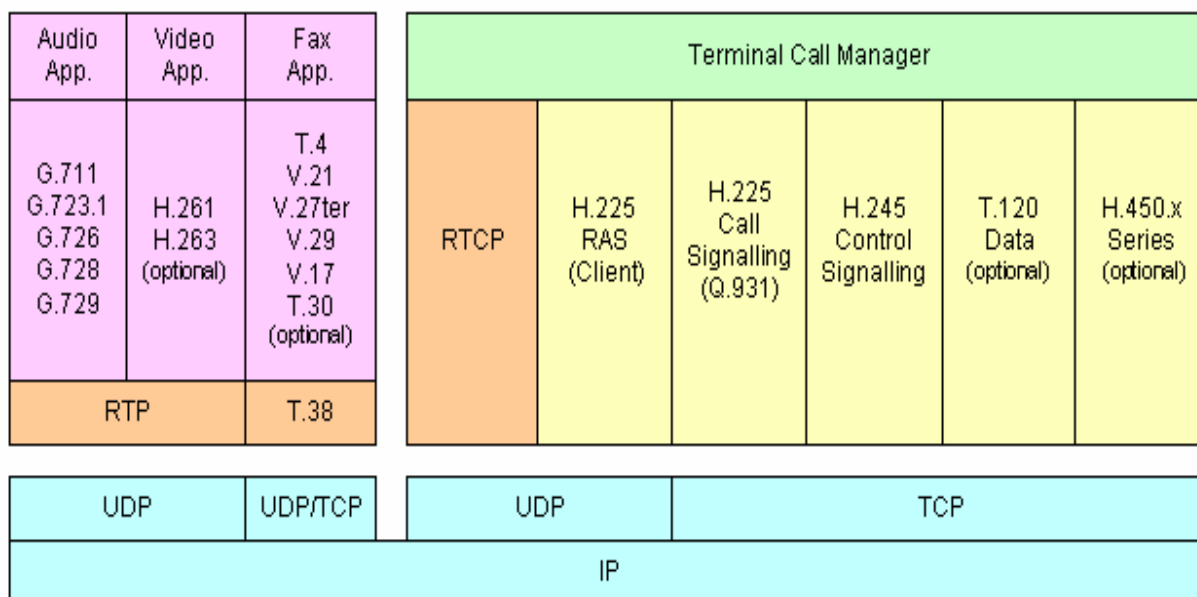 Audio
App.
Video
App.
Fax
App.
Terminal Call Manager
G.711
G.723.1
G.726
G.728
G.729
H.261
H.263
(optional)
T.4
V.21
V.27ter
V.29
V.17
T.30
(optional)
RTCP
H.225
RAS
(Client)
H.225
Call
Signalling
(Q.931)
H.245
Control
Signalling
T.120
Data
(optional)
H.450.x
Series
(optional)
RTP
T.38
UDP
UDP/TCP
UDP
TCP
IP